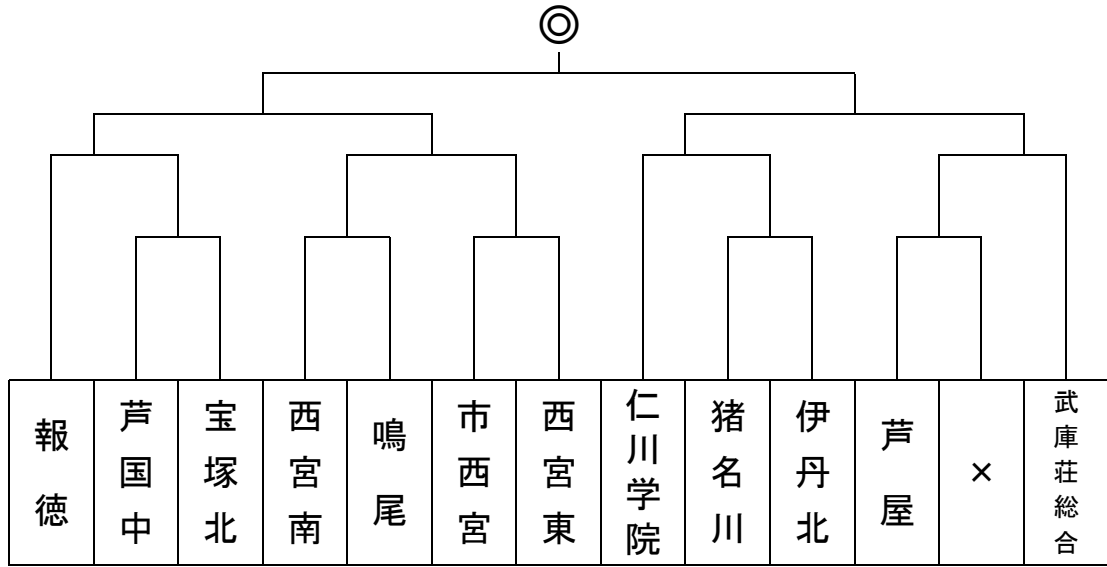 ◎
報徳
芦国中
宝塚北
西宮南
鳴尾
市西宮
西宮東
仁川学院
猪名川
伊丹北
芦屋
×
武庫荘総合